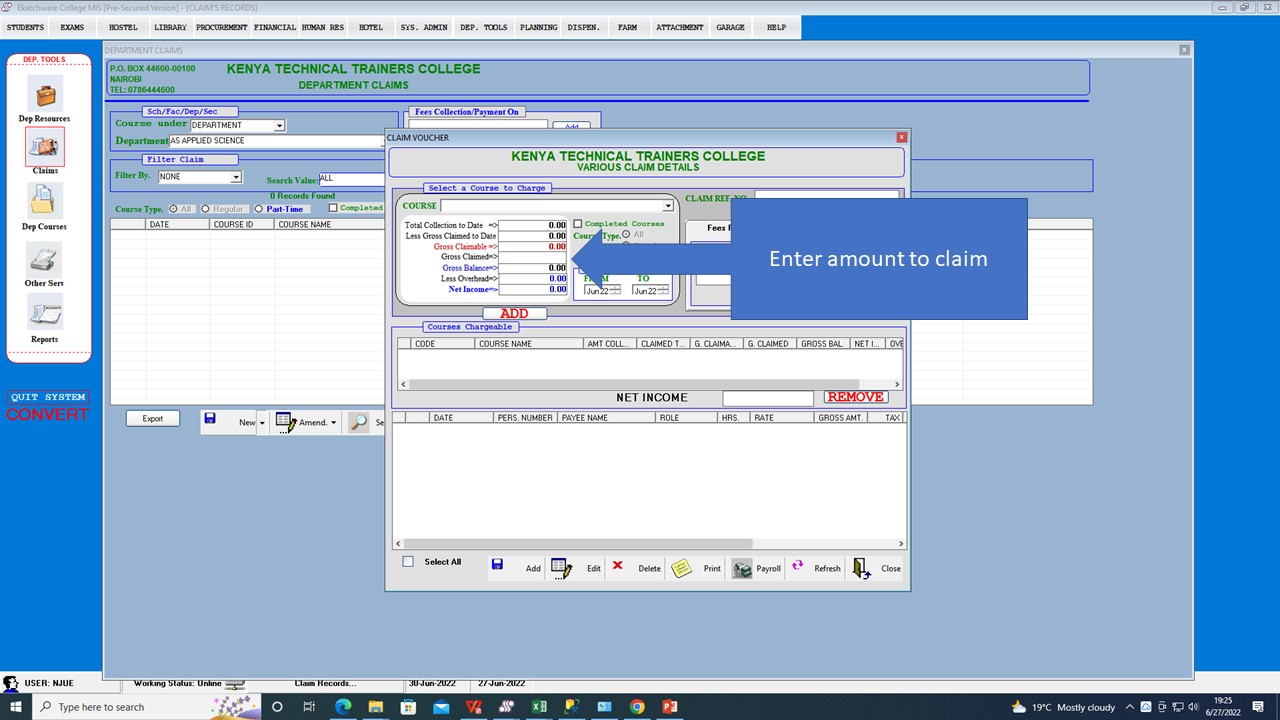 Ekatchware College MIS [Pre-Secured Version] - [CLAIM'S RECORDS]
STUDENTS EXAMS HOSTEL LIBRARY PROCUREMENT FINANCIAL HUMAN RES HOTEL SYS. ADMIN DEP. TOOLS PLANNING DISPEN. FARM ATTACHMENT GARAGE HELP
DEP. TOOLS
Dep Resources
Claims
Dep Courses
Other Serv
Reports
QUIT SYSTEM
CONVERT
DEPARTMENT CLAIMS
P.O. BOX 44600-00100
NAIROBI
TEL: 0786444600
KENYA TECHNICAL TRAINERS COLLEGE
DEPARTMENT CLAIMS
Sch/Fac/Dep/Sec
Course under DEPARTMENT
Department AS APPLIED SCIENCE
Fees Collection/Payment On
Add
Filter Claim
Filter By. NONE
Search Value: ALL
0 Records Found
Course Type. All Regular Part-Time Completed
DATE COURSE ID COURSE NAME
Export New Amend. Se
CLAIM VOUCHER
KENYA TECHNICAL TRAINERS COLLEGE
VARIOUS CLAIM DETAILS
Select a Course to Charge
COURSE
CLAIM REF. NO
Total Collection to Date => 0.00
Less Gross Claimed to Date 0.00
Gross Claimable => 0.00
Gross Claimed=>
Gross Balance=> 0.00
Less Overhead=> 0.00
Net Income=> 0.00
Completed Courses
Course Type. All
FROM TO
Jun 22 Jun 22
Fees
Enter amount to claim
ADD
Courses Chargeable
CODE COURSE NAME AMT COLL... CLAIMED T... G. CLAIMA... G. CLAIMED GROSS BAL. NET I... OVE
NET INCOME REMOVE
DATE PERS. NUMBER PAYEE NAME ROLE HRS. RATE GROSS AMT. TAX
Select All Add Edit Delete Print Payroll Refresh Close
USER: NJUE Working Status: Online Claim Records... 30-Jun-2022 27-Jun-2022
Type here to search
19°C Mostly cloudy
19:25
6/27/2022